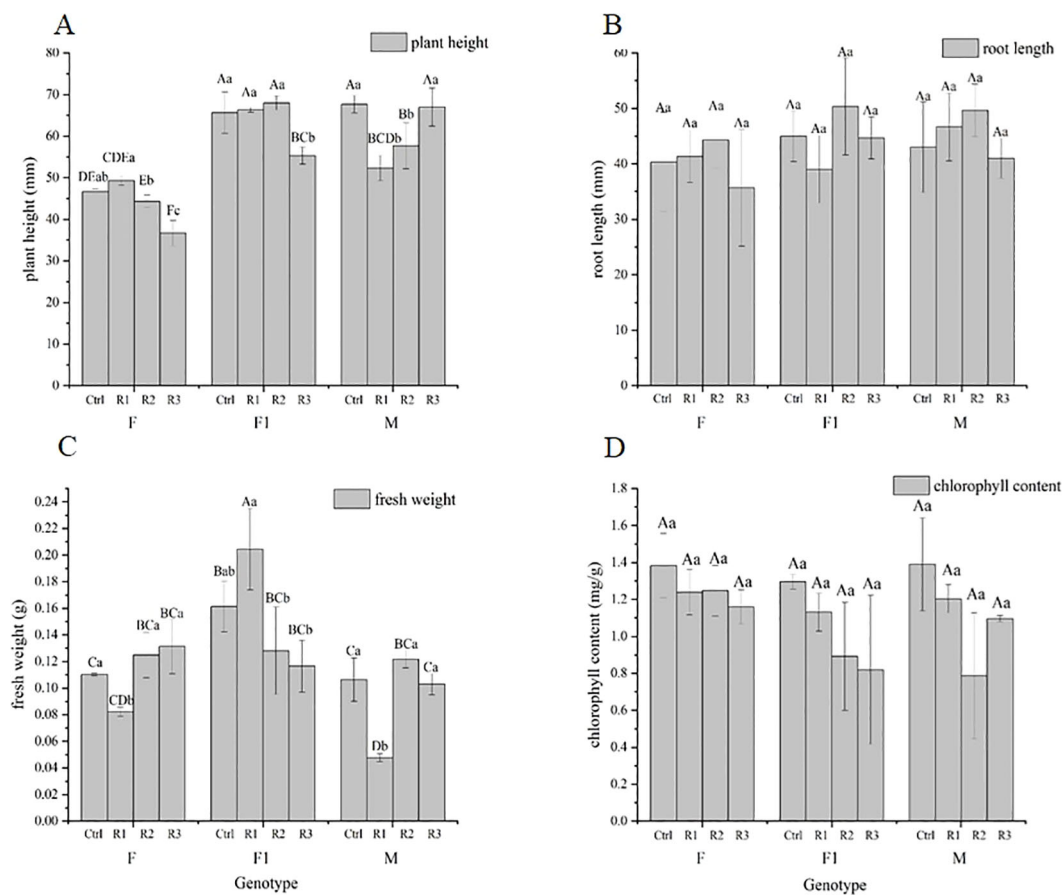 A
plant height
plant height (mm)
80
70
60
50
40
30
20
10
0
DEab
CDEa
Eb
Fc
Aa
Aa
Aa
BCb
Aa
BCDb
Bb
Aa
Ctrl R1 R2 R3 Ctrl R1 R2 R3 Ctrl R1 R2 R3
F F1 M
B
root length
root length (mm)
60
50
40
30
20
10
0
Aa
Aa
Aa
Aa
Aa
Aa
Aa
Aa
Aa
Aa
Aa
Aa
Ctrl R1 R2 R3 Ctrl R1 R2 R3 Ctrl R1 R2 R3
F F1 M
C
fresh weight
fresh weight (g)
0.24
0.22
0.20
0.18
0.16
0.14
0.12
0.10
0.08
0.06
0.04
0.02
0.00
Ca
CDb
BCa
BCa
Bab
Aa
BCb
BCb
Ca
Db
BCa
Ca
Ctrl R1 R2 R3 Ctrl R1 R2 R3 Ctrl R1 R2 R3
F F1 M
Genotype
D
chlorophyll content
chlorophyll content (mg/g)
1.8
1.6
1.4
1.2
1.0
0.8
0.6
0.4
0.2
0.0
Aa
Aa
Aa
Aa
Aa
Aa
Aa
Aa
Aa
Aa
Aa
Aa
Ctrl R1 R2 R3 Ctrl R1 R2 R3 Ctrl R1 R2 R3
F F1 M
Genotype